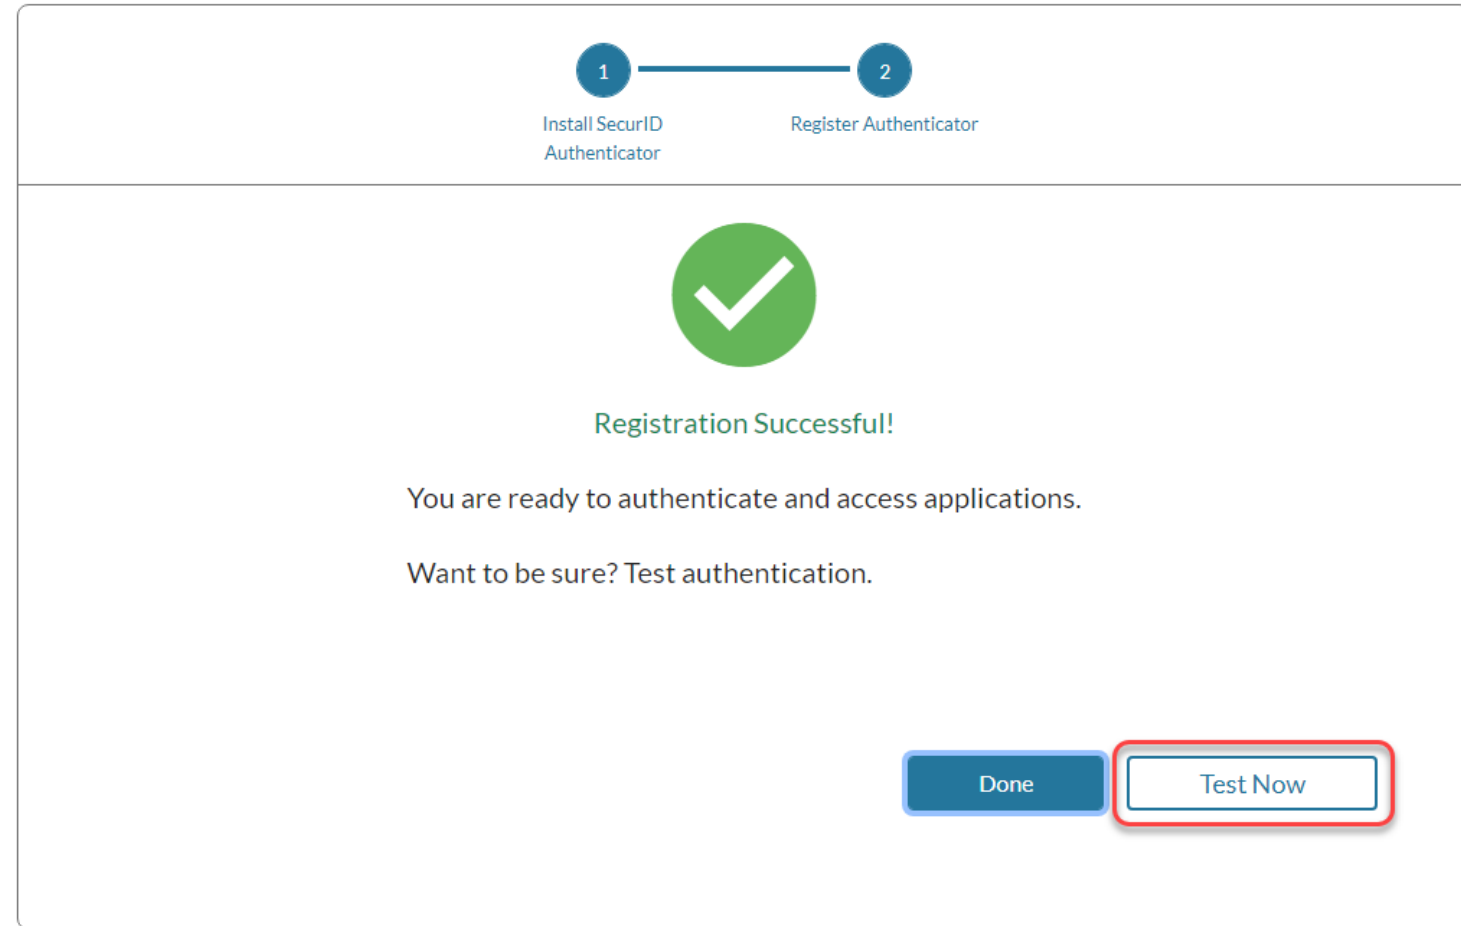 1
2
Install SecurID
Authenticator
Register Authenticator
Registration Successful!
You are ready to authenticate and access applications.
Want to be sure? Test authentication.
Done
Test Now